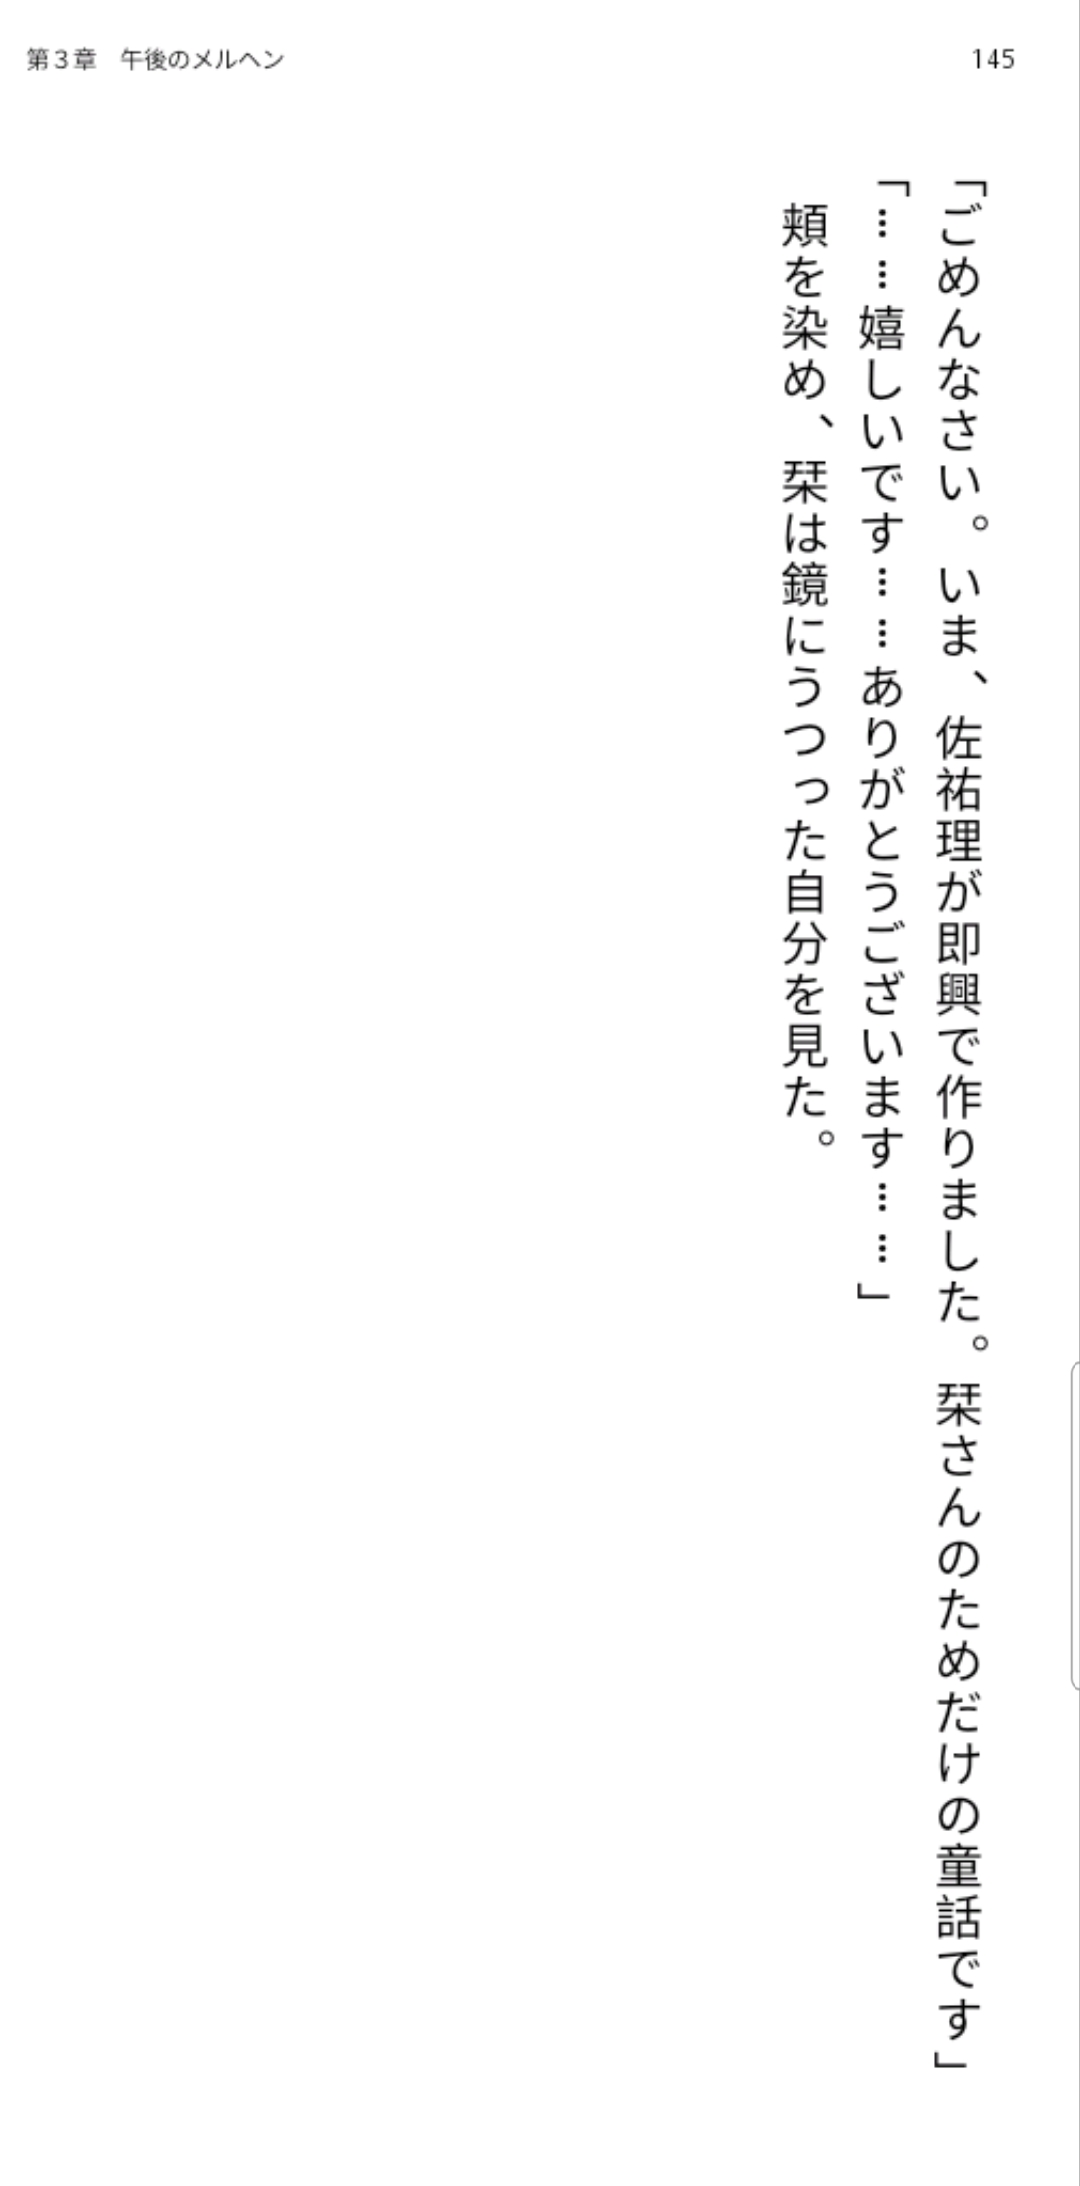 第３章　午後のメルヘン
145
「ごめんなさい。いま、佐祐理が即興で作りました。栞さんのためだけの童話です」
「……嬉しいです……ありがとうございます……」
　頬を染め、栞は鏡にうつった自分を見た。